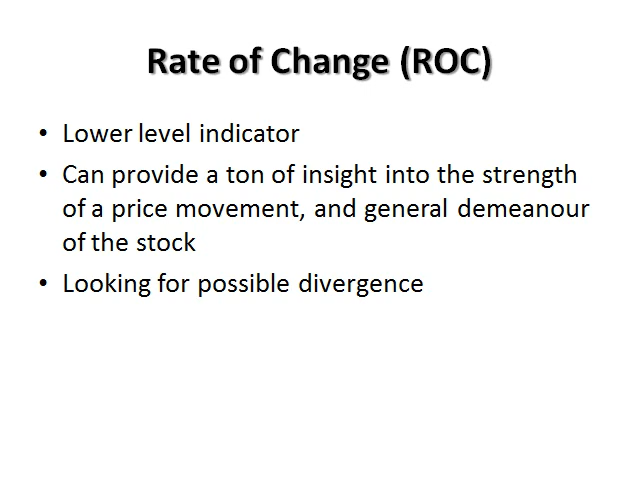 Rate of Change (ROC)
• Lower level indicator
• Can provide a ton of insight into the strength
of a price movement, and general demeanour
of the stock
• Looking for possible divergence